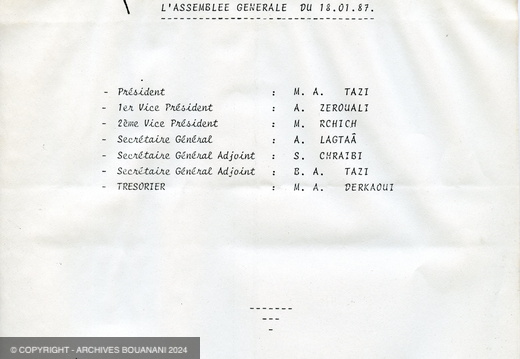 L'ASSEMBLEE GENERALE DU 18.01.87.
- Président : M. A. TAZI
- 1er Vice Président : A. ZEROUALI
- 2ème Vice Président : M. RCHICH
- Secrétaire Général : A. LAGTAÂ
- Secrétaire Général Adjoint : S. CHRAIBI
- Secrétaire Général Adjoint : B. A. TAZI
- TRESORIER : M. A. DERKAOUI
© COPYRIGHT - ARCHIVES BOUANANI 2024